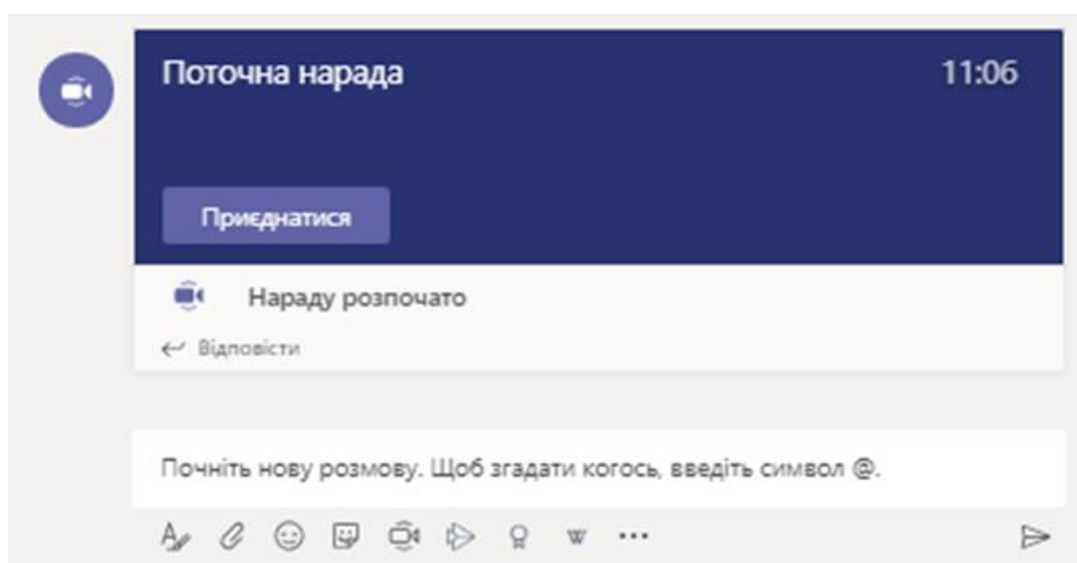 Поточна нарада 11:06
Приєднатися
Нараду розпочато
Відповісти
Почніть нову розмову. Щоб згадати когось, введіть символ @.